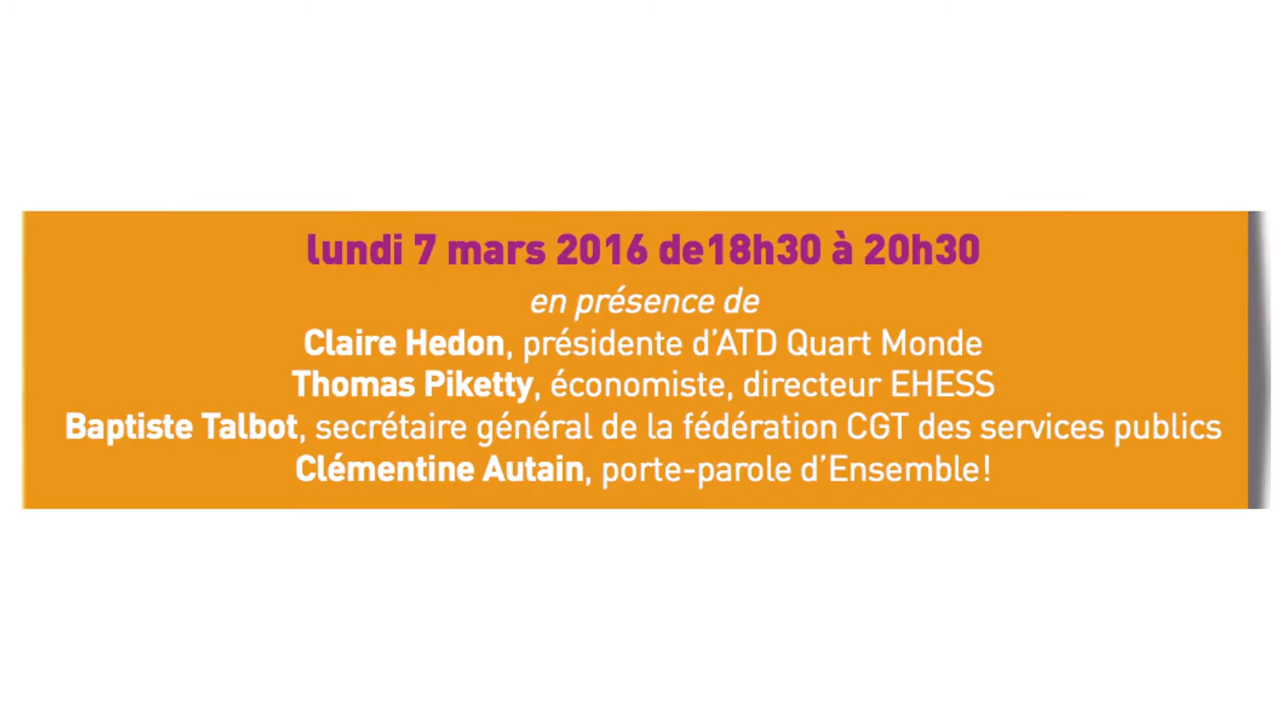 lundi 7 mars 2016 de18h30 à 20h30
en présence de
Claire Hedon, présidente d’ATD Quart Monde
Thomas Piketty, économiste, directeur EHESS
Baptiste Talbot, secrétaire général de la fédération CGT des services publics
Clémentine Autain, porte-parole d’Ensemble!